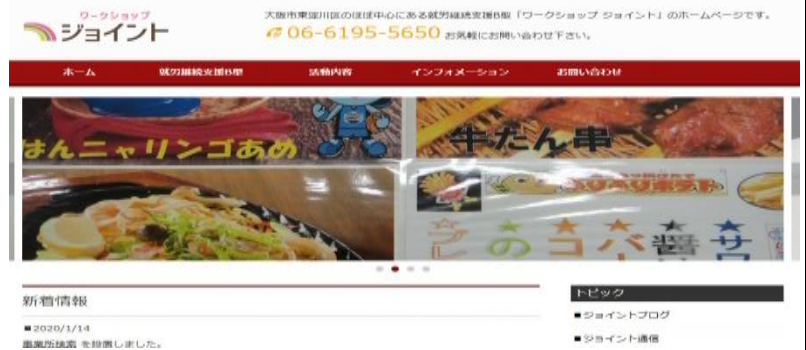 ワークショップ
ジョイント
大阪市東淀川区のほぼ中心にある就労継続支援B型「ワークショップ ジョイント」のホームページです。
06-6195-5650 お気軽にお問い合わせ下さい。
ホーム 就労継続支援B型 活動内容 インフォメーション お問い合わせ
はんニャリンゴあめ
牛たん串
新着情報
■2020/1/14
事業所検索 を設置しました。
トピック
■ジョイントブログ
■ジョイント通信